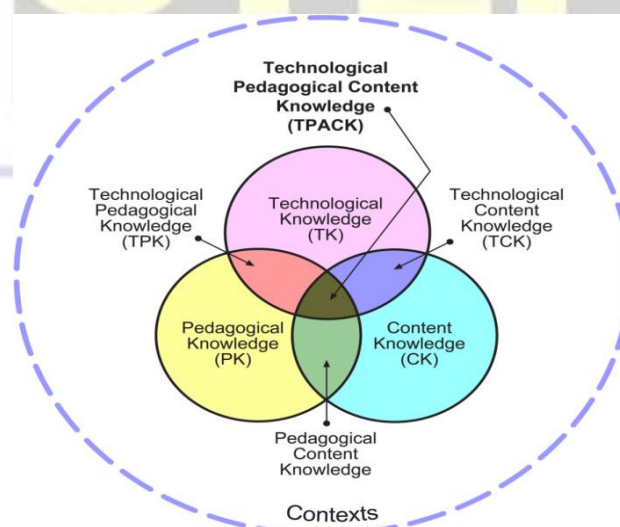 Technological
Pedagogical Content
Knowledge
(TPACK)
Technological
Pedagogical
Knowledge
(TPK)
Technological
Knowledge
(TK)
Technological
Content
Knowledge
(TCK)
Pedagogical
Knowledge
(PK)
Content
Knowledge
(CK)
Pedagogical
Content
Knowledge
Contexts